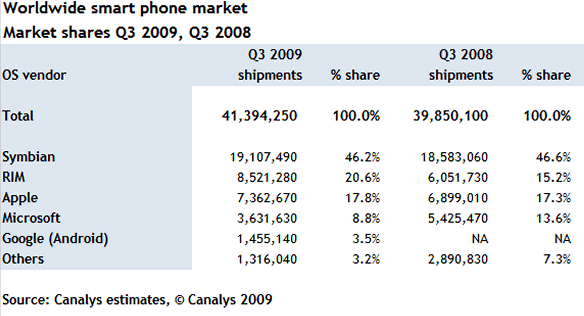 Worldwide smart phone market
Market shares Q3 2009, Q3 2008
Q3 2009 Q3 2008
OS vendor shipments % share shipments % share
Total 41,394,250 100.0% 39,850,100 100.0%
Symbian 19,107,490 46.2% 18,583,060 46.6%
RIM 8,521,280 20.6% 6,051,730 15.2%
Apple 7,362,670 17.8% 6,899,010 17.3%
Microsoft 3,631,630 8.8% 5,425,470 13.6%
Google (Android) 1,455,140 3.5% NA NA
Others 1,316,040 3.2% 2,890,830 7.3%
Source: Canalys estimates, © Canalys 2009